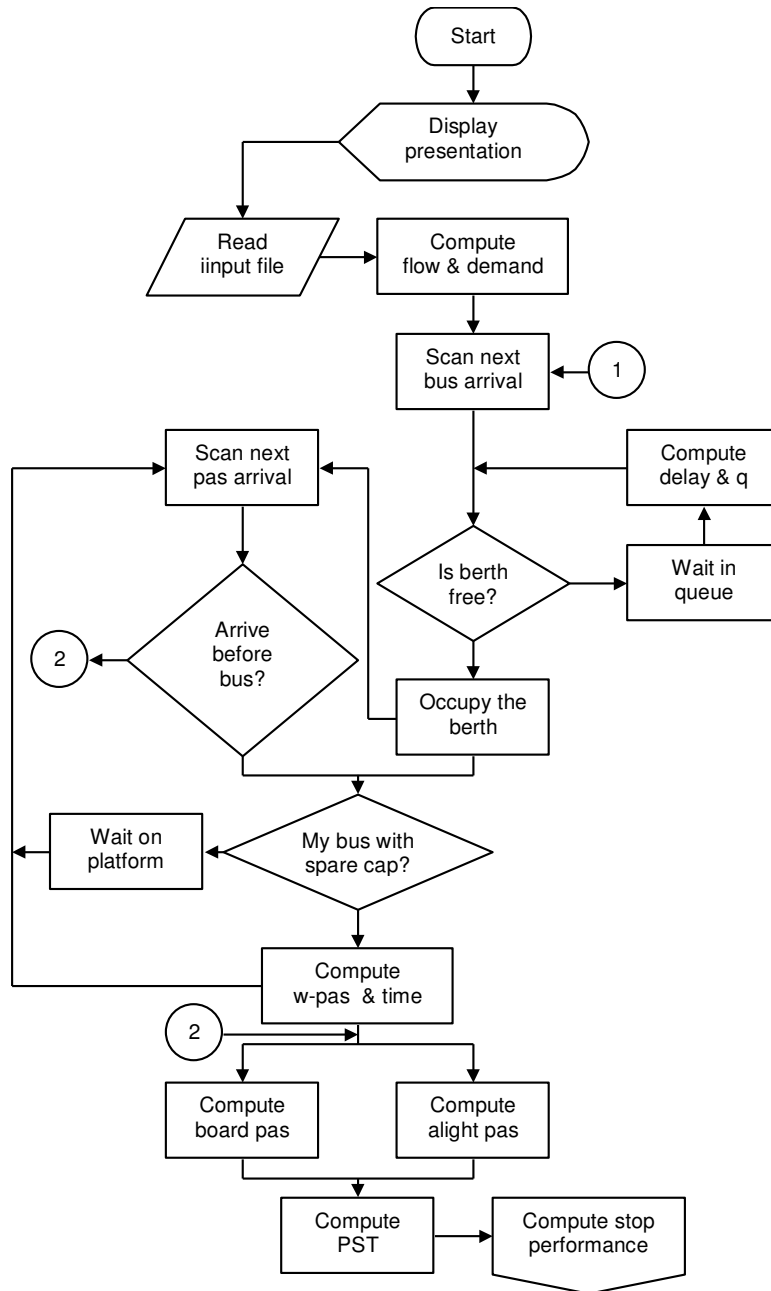 Start
Display
presentation
Read
iinput file
Compute
flow & demand
Scan next
bus arrival
1
Scan next
pas arrival
Compute
delay & q
Is berth
free?
Wait in
queue
2
Arrive
before
bus?
Occupy the
berth
Wait on
platform
My bus with
spare cap?
Compute
w-pas & time
2
Compute
board pas
Compute
alight pas
Compute
PST
Compute stop
performance